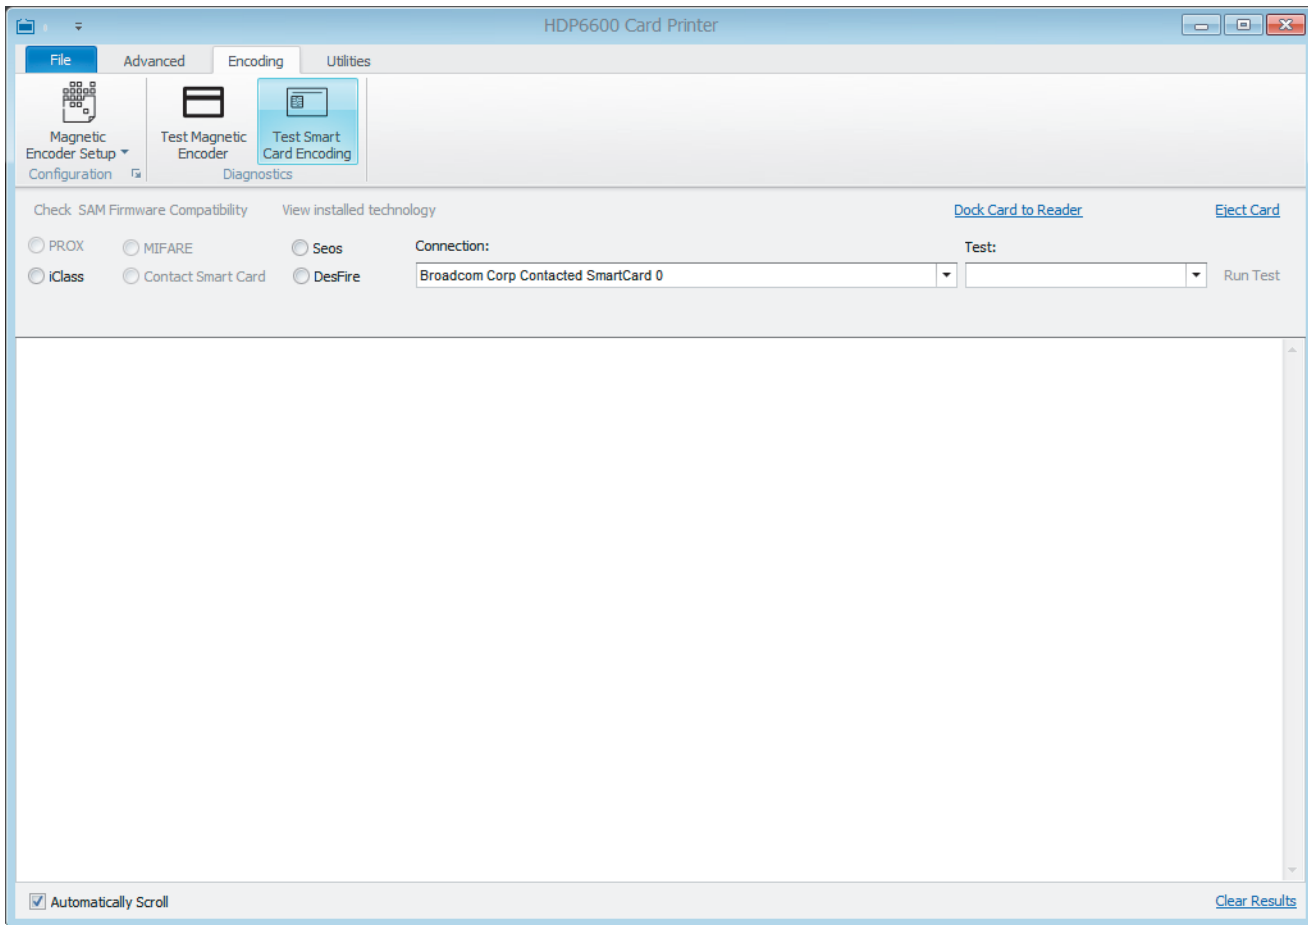 HDP6600 Card Printer
File Advanced Encoding Utilities
Magnetic
Encoder Setup
Test Magnetic
Encoder
Test Smart
Card Encoding
Configuration Diagnostics
Check SAM Firmware Compatibility View installed technology Dock Card to Reader Eject Card
PROX MIFARE Seos Connection: Test:
iClass Contact Smart Card DesFire Broadcom Corp Contacted SmartCard 0 Run Test
Automatically Scroll Clear Results